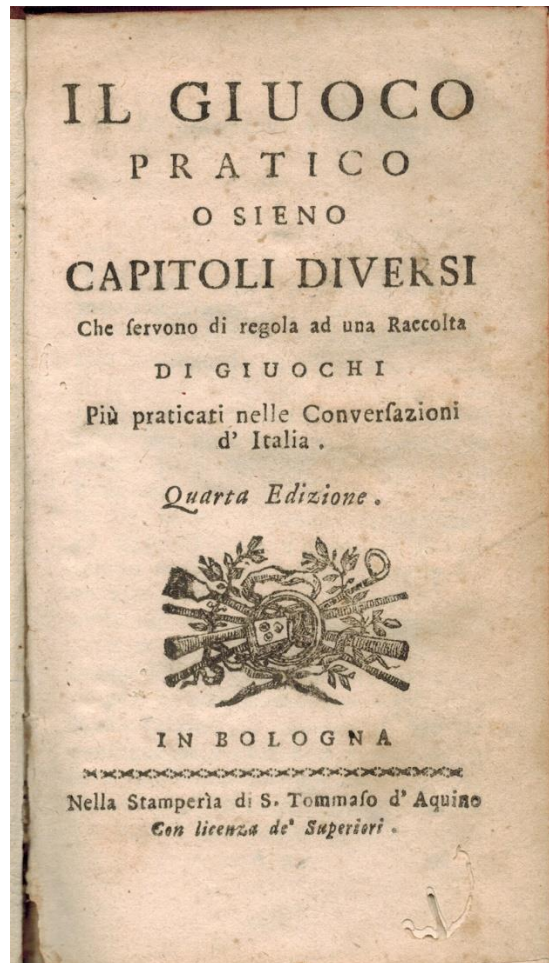 IL GIUOCO
PRATICO
O SIENO
CAPITOLI DIVERSI
Che ſervono di regola ad una Raccolta
DI GIUOCHI
Più praticati nelle Converſazioni
d' Italia .
Quarta Edizione .
IN BOLOGNA
Nella Stamperìa di S. Tommaſo d' Aquino
Con licenza de' Superiori .